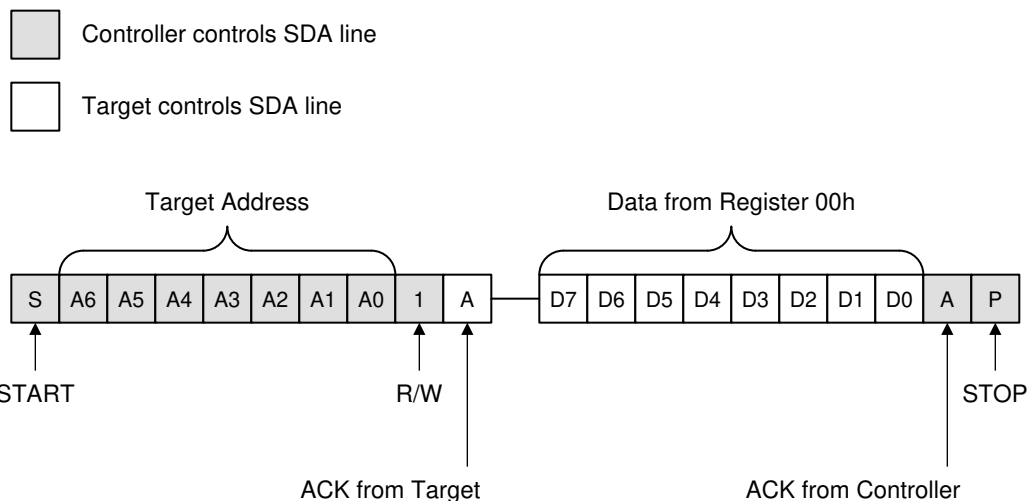 Controller controls SDA line
Target controls SDA line
Target Address Data from Register 00h
S A6 A5 A4 A3 A2 A1 A0 1 A D7 D6 D5 D4 D3 D2 D1 D0 A P
START R/W STOP
ACK from Target ACK from Controller